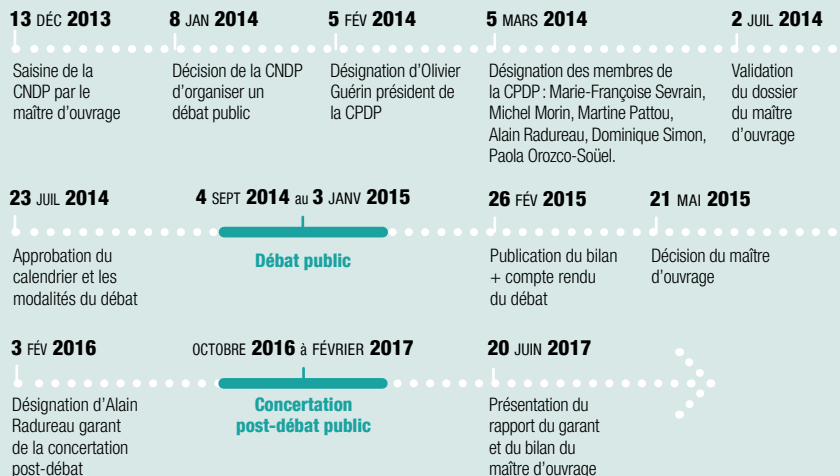 13 DÉC 2013
Saisine de la
CNDP par le
maître d'ouvrage
8 JAN 2014
Décision de la CNDP
d'organiser un
débat public
5 FÉV 2014
Désignation d'Olivier
Guérin président de
la CPDP
5 MARS 2014
Désignation des membres de
la CPDP : Marie-Françoise Sevrain,
Michel Morin, Martine Pattou,
Alain Radureau, Dominique Simon,
Paola Orozco-Soüel.
2 JUIL 2014
Validation
du dossier
du maître
d'ouvrage
23 JUIL 2014
Approbation du
calendrier et les
modalités du débat
4 SEPT 2014 au 3 JANV 2015
Débat public
26 FÉV 2015
Publication du bilan
+ compte rendu
du débat
21 MAI 2015
Décision du maître
d'ouvrage
3 FÉV 2016
Désignation d'Alain
Radureau garant
de la concertation
post-débat
OCTOBRE 2016 à FÉVRIER 2017
Concertation
post-débat public
20 JUIN 2017
Présentation du
rapport du garant
et du bilan du
maître d'ouvrage